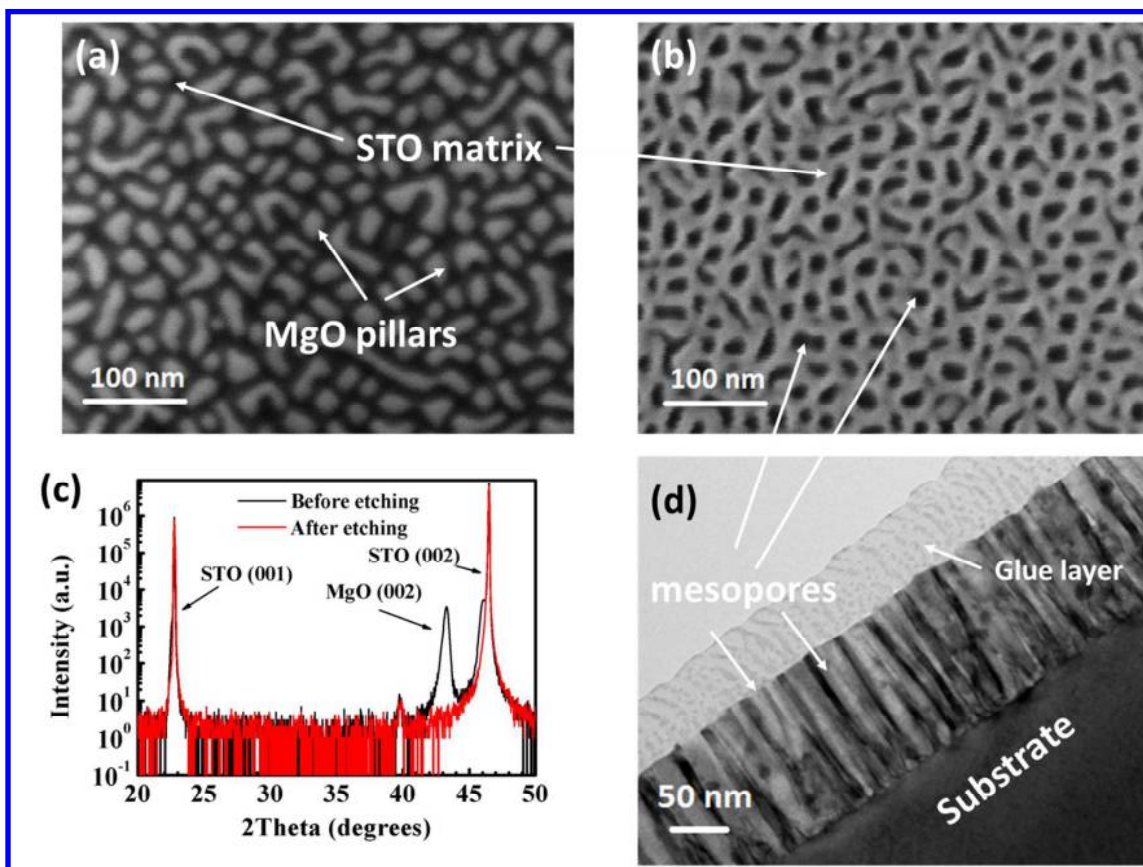 (a)
STO matrix
MgO pillars
100 nm
(b)
100 nm
(c)
Before etching
After etching
STO (002)
STO (001)
MgO (002)
Intensity (a.u.)
10⁶
10⁵
10⁴
10³
10²
10¹
10⁰
10⁻¹
20 25 30 35 40 45 50
2Theta (degrees)
(d)
Glue layer
mesopores
Substrate
50 nm